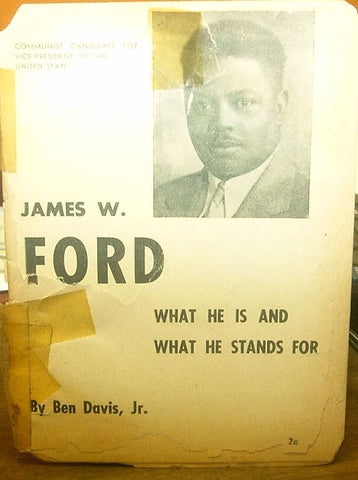 COMMUNIST CANDIDATE FOR
VICE-PRESIDENT OF THE
UNITED STATES
JAMES W.
FORD
WHAT HE IS AND
WHAT HE STANDS FOR
By Ben Davis, Jr.
2c